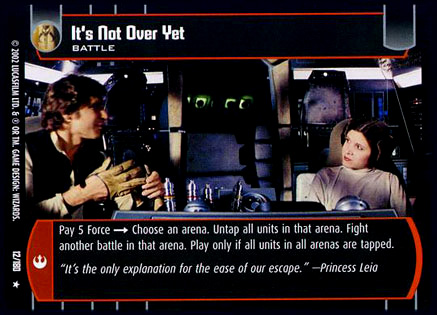 It's Not Over Yet
BATTLE
© 2002 LUCASFILM LTD. & ® OR TM. GAME DESIGN: WIZARDS.
12/180
Pay 5 Force → Choose an arena. Untap all units in that arena. Fight
another battle in that arena. Play only if all units in all arenas are tapped.
"It's the only explanation for the ease of our escape." –Princess Leia